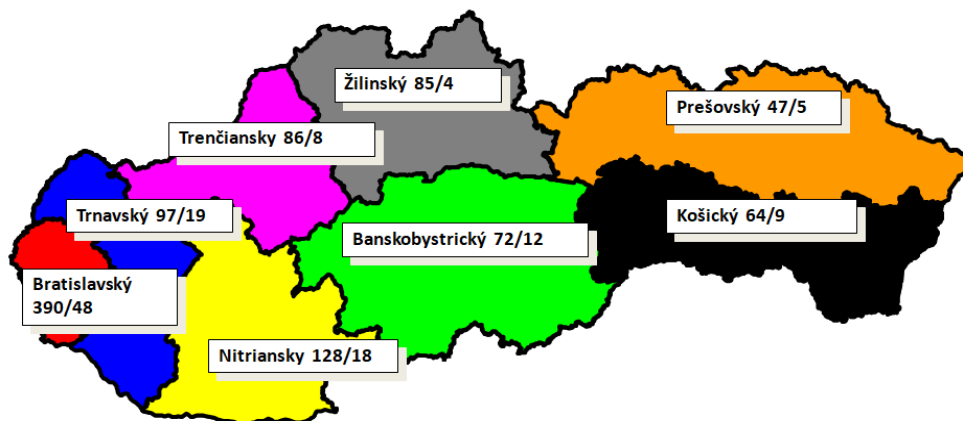 Žilinský 85/4
Prešovský 47/5
Trenčiansky 86/8
Trnavský 97/19
Košický 64/9
Banskobystrický 72/12
Bratislavský
390/48
Nitriansky 128/18